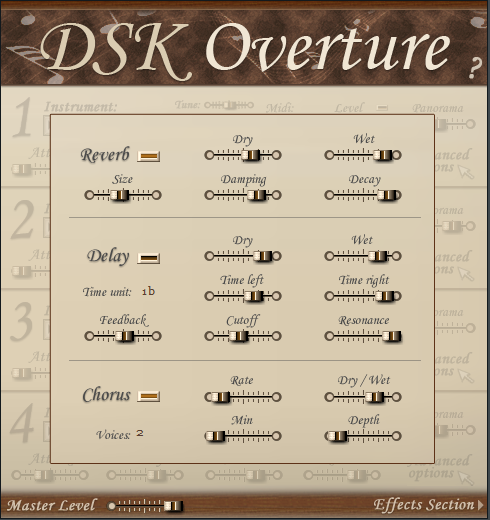 DSK Overture
?
1 Instrument: Tune: Midi: Level Panorama
Reverb Dry Wet
Size Damping Decay
2
Delay Dry Wet
Time unit: 1b Time left Time right
3
Feedback Cutoff Resonance
Chorus Rate Dry / Wet
4
Voices: 2 Min Depth
options
Master Level Effects Section